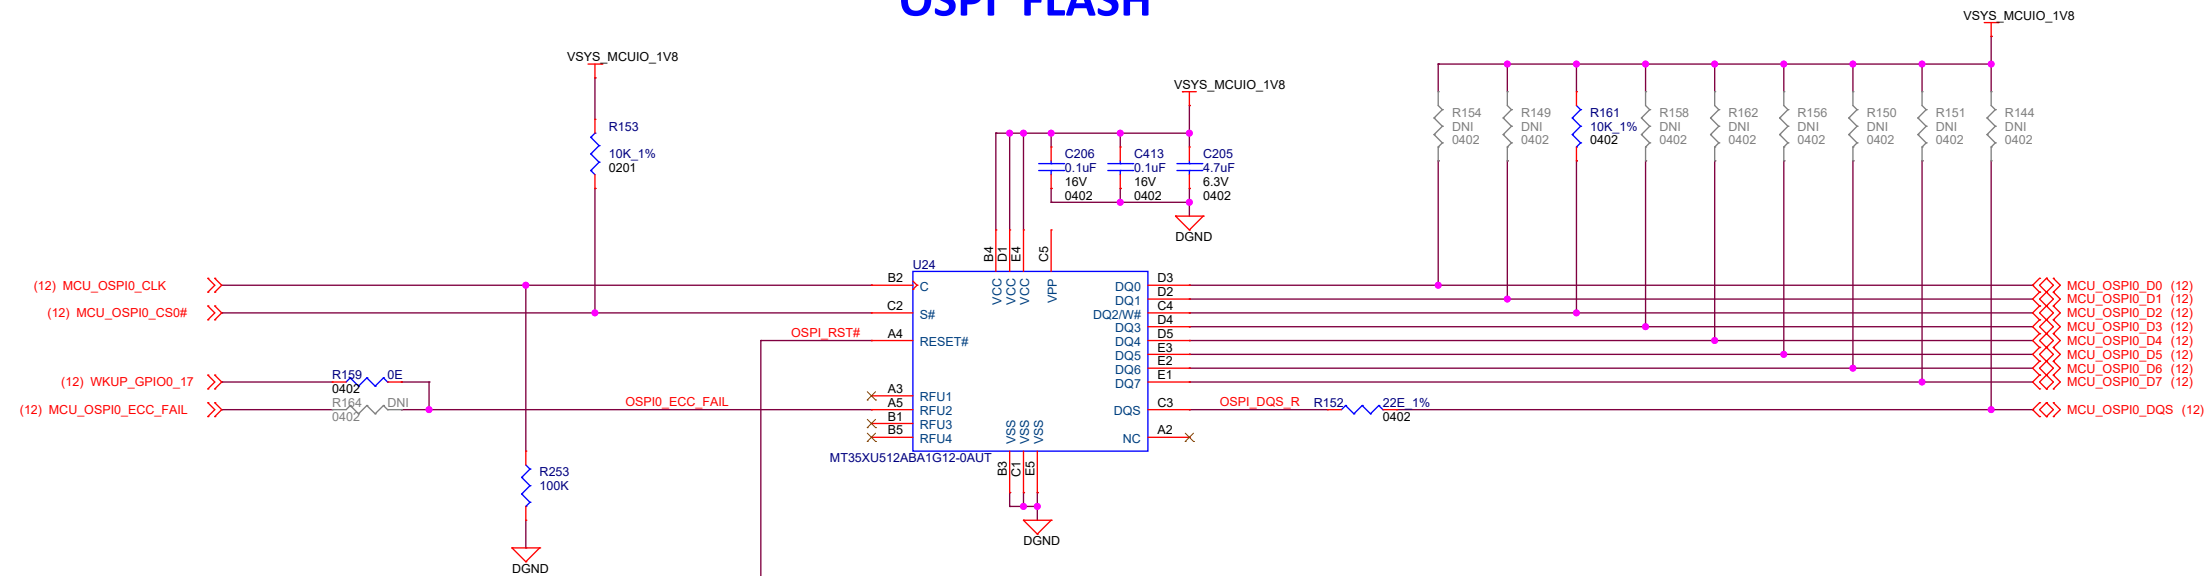 OSPI FLASH
VSYS_MCUIO_1V8
VSYS_MCUIO_1V8
VSYS_MCUIO_1V8
R153
10K_1%
0201
C206
0.1uF
16V
0402
C413
0.1uF
16V
0402
C205
4.7uF
6.3V
0402
DGND
R154
DNI
0402
R149
DNI
0402
R161
10K_1%
0402
R158
DNI
0402
R162
DNI
0402
R156
DNI
0402
R150
DNI
0402
R151
DNI
0402
R144
DNI
0402
(12) MCU_OSPI0_CLK
(12) MCU_OSPI0_CS0#
(12) WKUP_GPIO0_17
(12) MCU_OSPI0_ECC_FAIL
R159 0E
0402
R164 DNI
0402
OSPI_RST#
OSPI0_ECC_FAIL
R253
100K
DGND
U24
B4
D1
E4
C5
VCC
VCC
VCC
VPP
B2 C
C2 S#
A4 RESET#
A3 RFU1
A5 RFU2
B1 RFU3
B5 RFU4
DQ0 D3
DQ1 D2
DQ2/W# C4
DQ3 D4
DQ4 D5
DQ5 E3
DQ6 E2
DQ7 E1
DQS C3
NC A2
VSS
VSS
VSS
B3
C1
E5
MT35XU512ABA1G12-0AUT
DGND
OSPI_DQS_R
R152 22E_1%
0402
MCU_OSPI0_D0 (12)
MCU_OSPI0_D1 (12)
MCU_OSPI0_D2 (12)
MCU_OSPI0_D3 (12)
MCU_OSPI0_D4 (12)
MCU_OSPI0_D5 (12)
MCU_OSPI0_D6 (12)
MCU_OSPI0_D7 (12)
MCU_OSPI0_DQS (12)